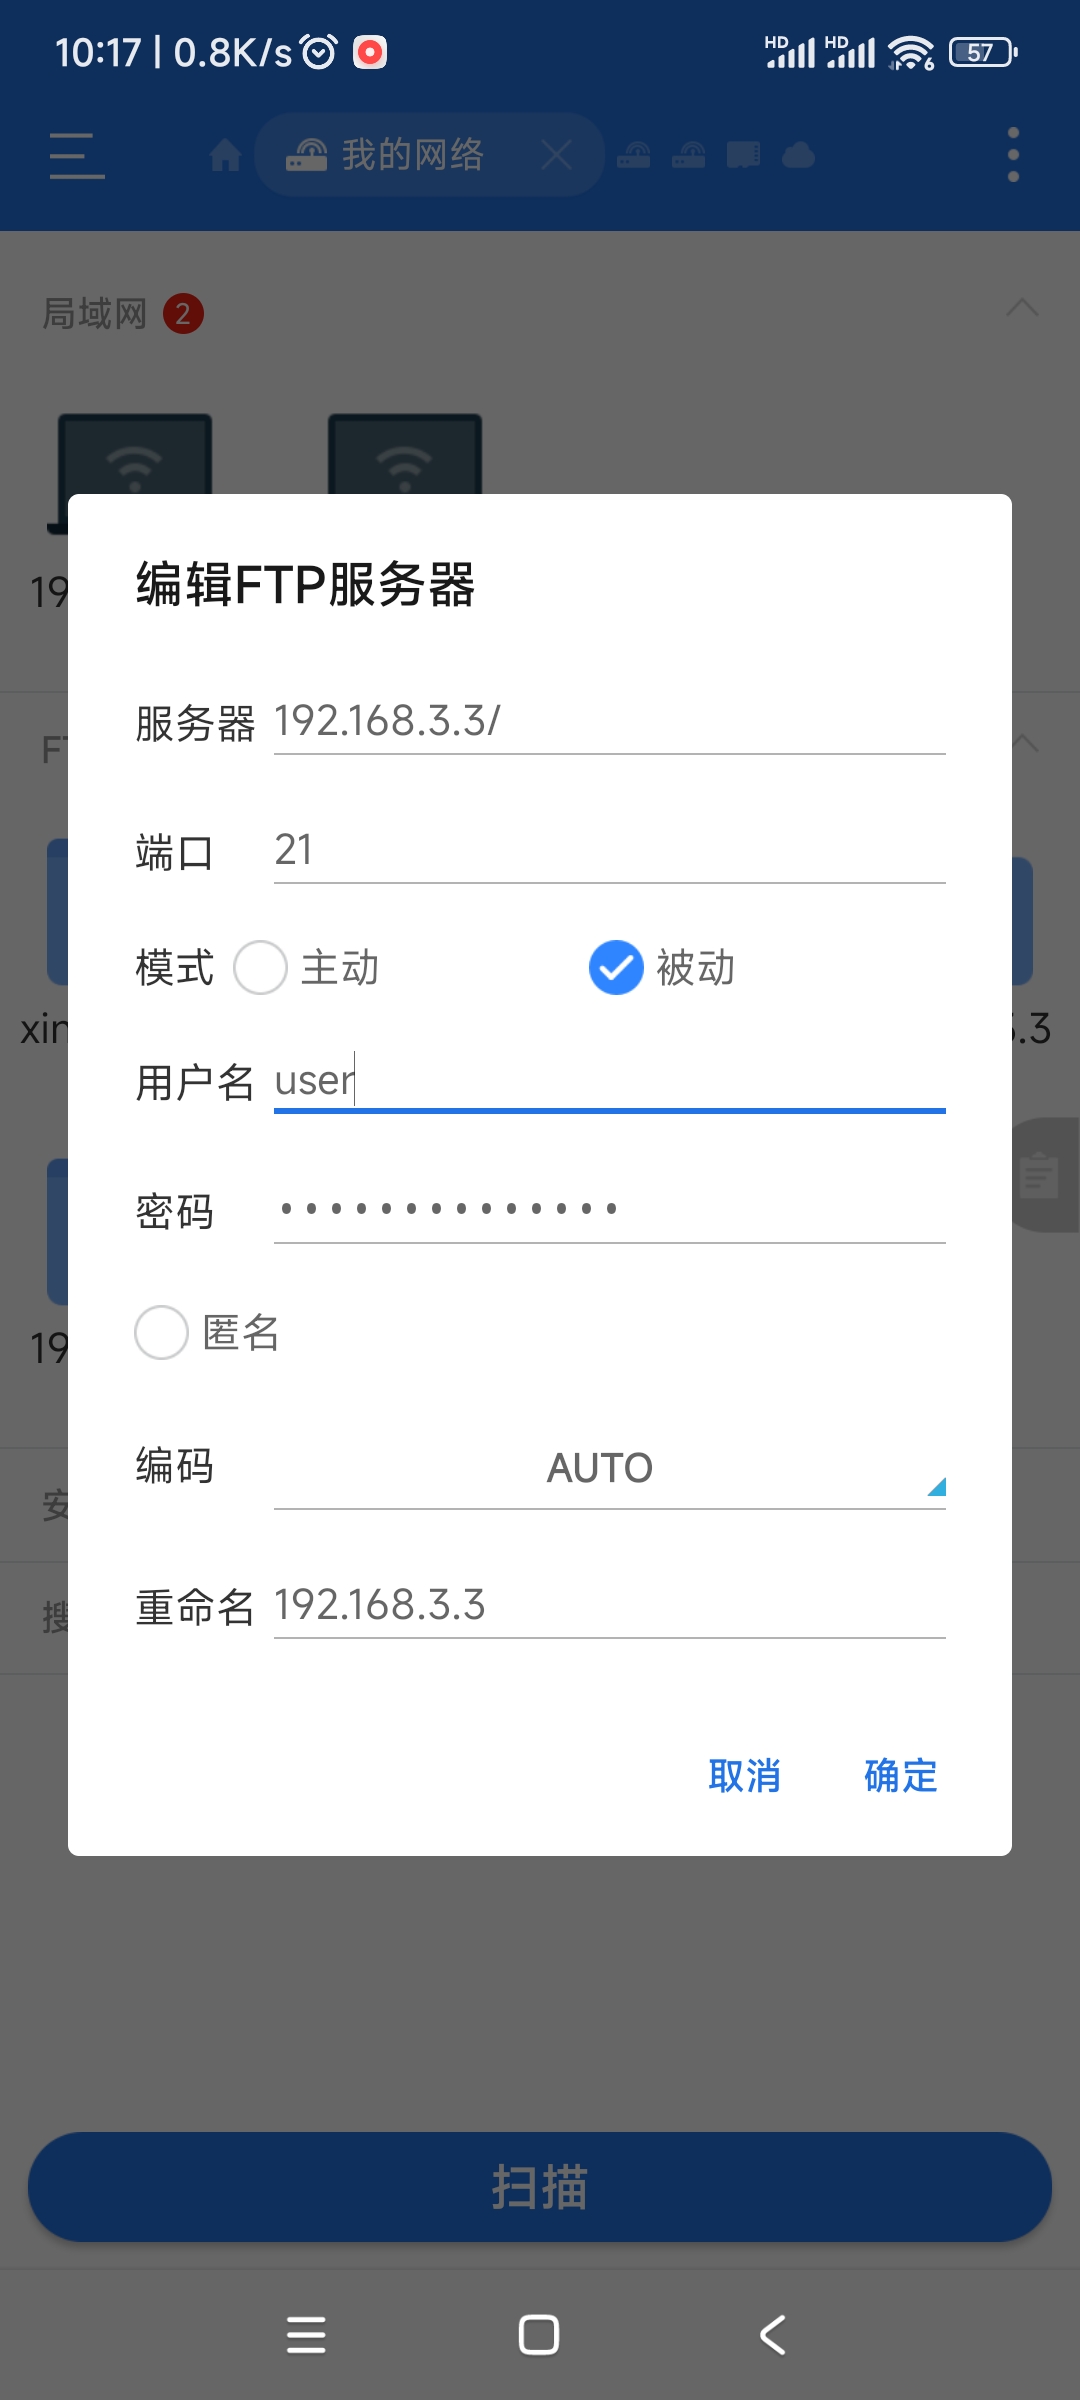 10:17 | 0.8K/s
HD HD 6 57
我的网络
局域网 2
19
编辑FTP服务器
服务器 192.168.3.3/
F
端口 21
模式 主动 被动
xin
.3
用户名 user
密码 ••••••••••••••
匿名
19
编码 AUTO
安
重命名 192.168.3.3
搜
取消 确定
扫描